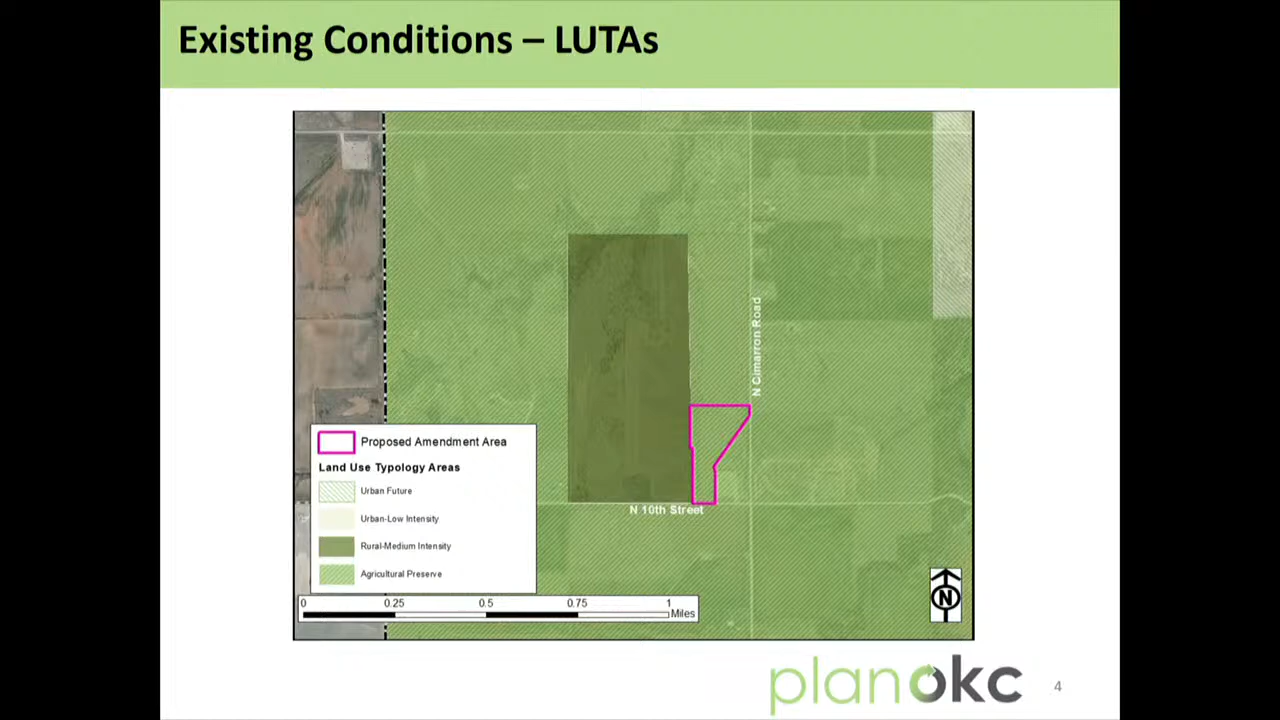 Existing Conditions – LUTAs
N Cimarron Road
Proposed Amendment Area
Land Use Typology Areas
Urban Future
Urban-Low Intensity
Rural-Medium Intensity
Agricultural Preserve
N 10th Street
N
0 0.25 0.5 0.75 1
Miles
planokc
4